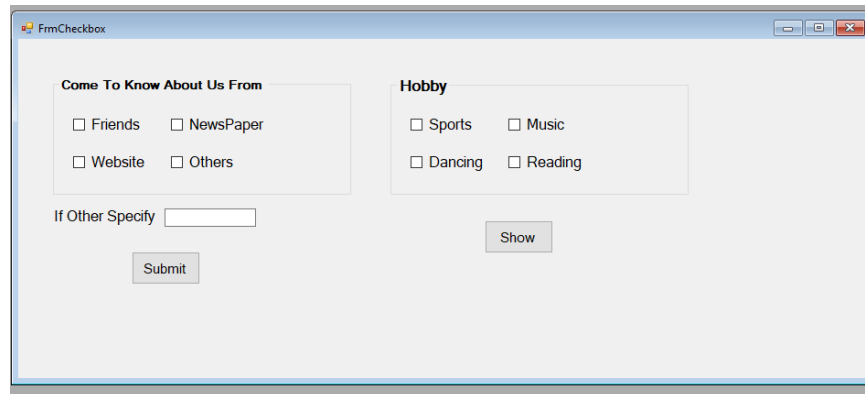 FrmCheckbox
Come To Know About Us From
Friends NewsPaper
Website Others
If Other Specify
Submit
Hobby
Sports Music
Dancing Reading
Show